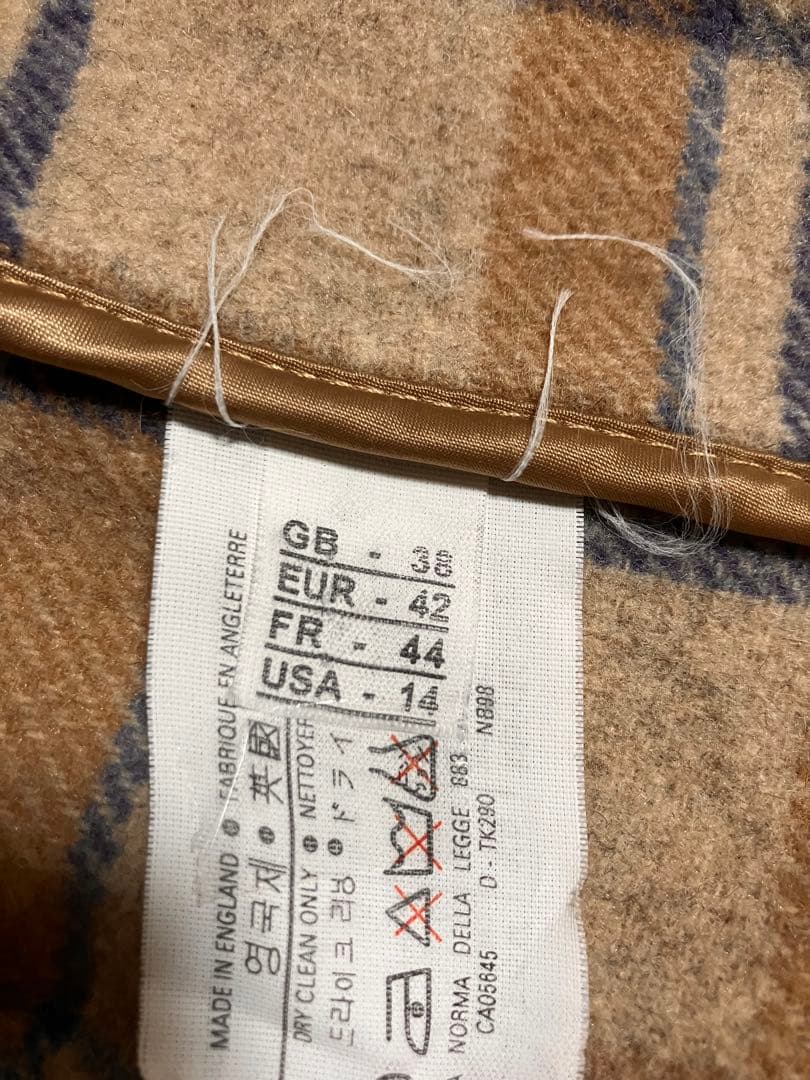 GB - 38
EUR - 42
FR - 44
USA - 14
MADE IN ENGLAND ● FABRIQUE EN ANGLETERRE
영국제 ● 英國
DRY CLEAN ONLY ● NETTOYER
드라이크리닝 ● ドライ
A NORMA DELLA LEGGE 883
CA05645 D - TK290 N898